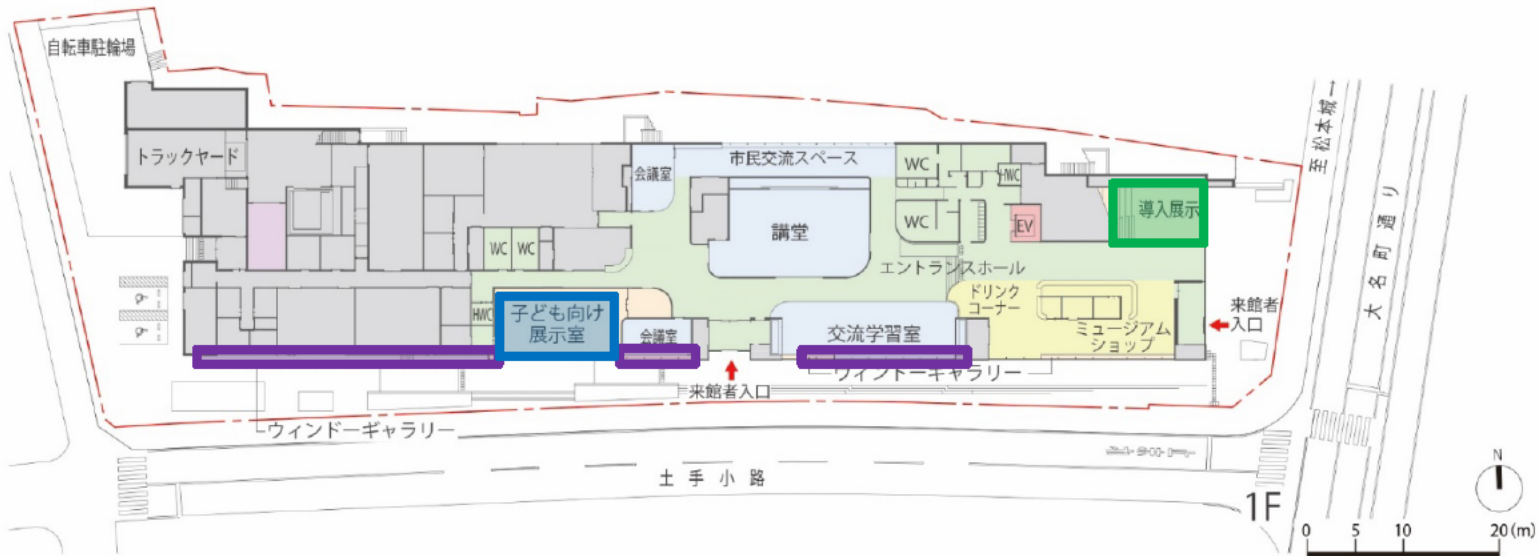 自転車駐輪場
トラックヤード
会議室
市民交流スペース
WC
HWC
導入展示
至松本城→
大名町通り
講堂
WC
EV
WC
WC
エントランスホール
HWC
子ども向け
展示室
会議室
交流学習室
ドリンク
コーナー
ミュージアム
ショップ
来館者
入口
ウィンドーギャラリー
来館者入口
ウィンドーギャラリー
土手小路
1F
N
0 5 10 20(m)